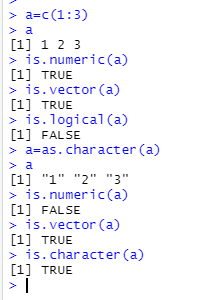 > a=c(1:3)
> a
[1] 1 2 3
> is.numeric(a)
[1] TRUE
> is.vector(a)
[1] TRUE
> is.logical(a)
[1] FALSE
> a=as.character(a)
> a
[1] "1" "2" "3"
> is.numeric(a)
[1] FALSE
> is.vector(a)
[1] TRUE
> is.character(a)
[1] TRUE
>